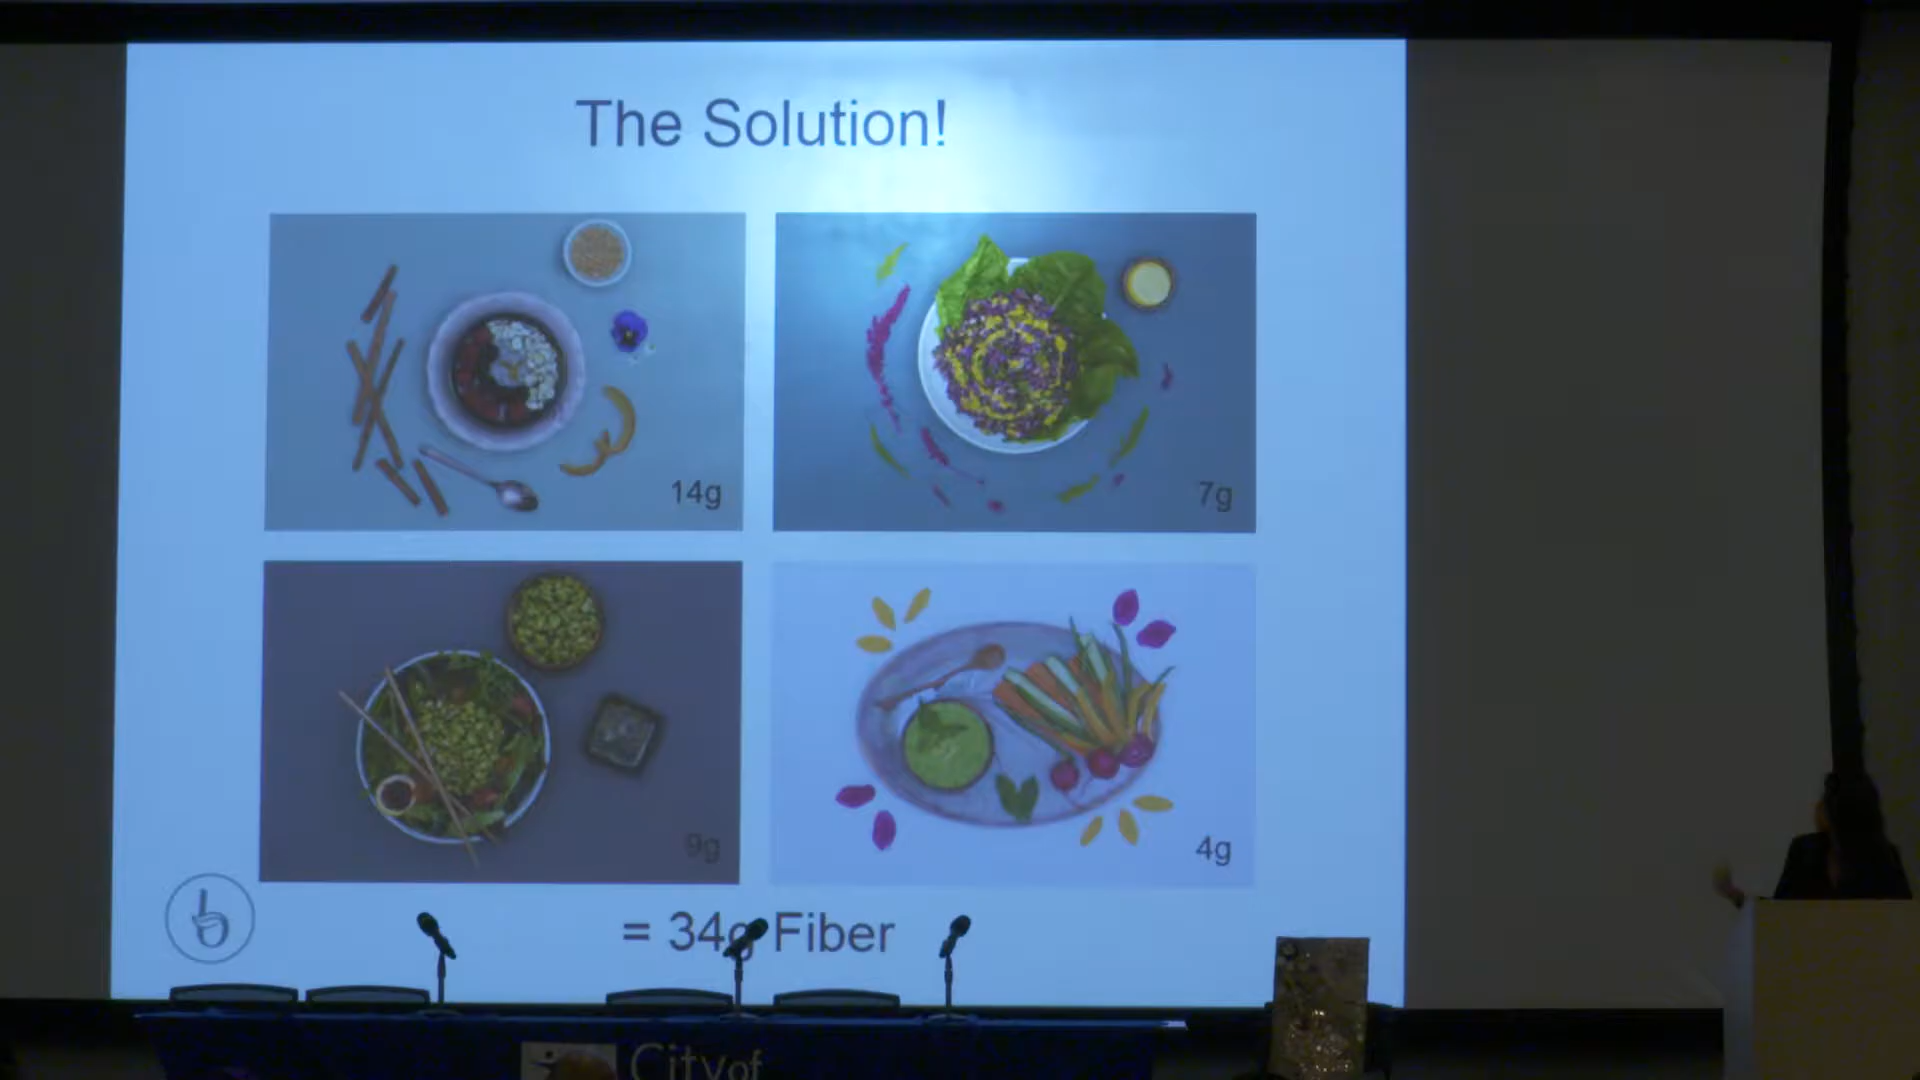 The Solution!
14g
7g
9g
4g
= 34g Fiber
City of